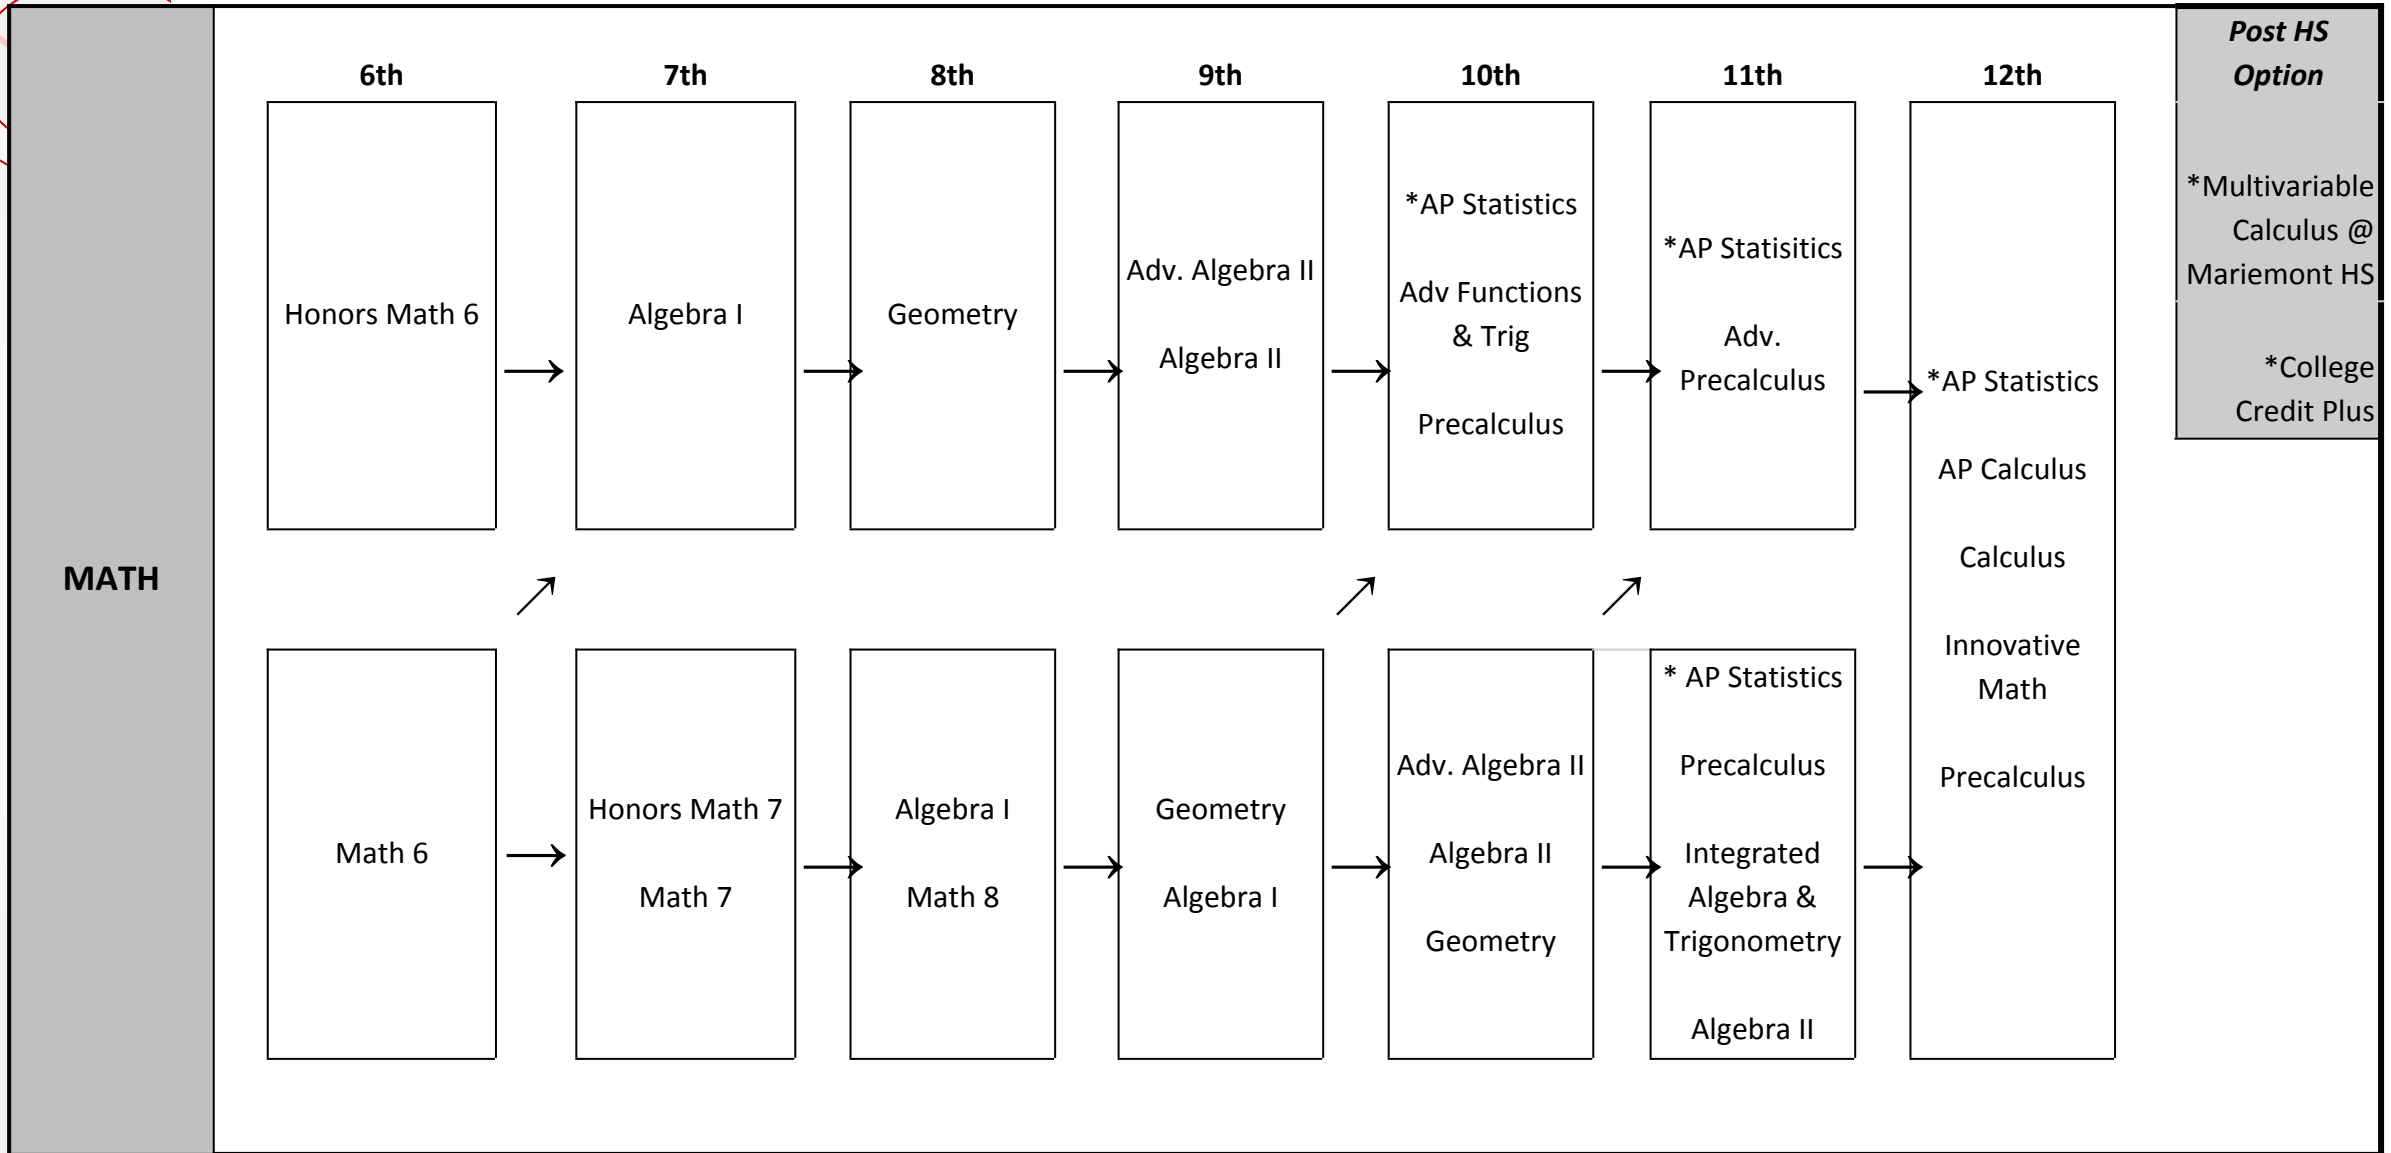 MATH
6th
7th
8th
9th
10th
11th
12th
Post HS
Option
Honors Math 6
Algebra I
Geometry
Adv. Algebra II
Algebra II
*AP Statistics
Adv Functions
& Trig
Precalculus
*AP Statisitics
Adv.
Precalculus
*AP Statistics
AP Calculus
Calculus
Innovative
Math
Precalculus
*Multivariable
Calculus @
Mariemont HS
*College
Credit Plus
Math 6
Honors Math 7
Math 7
Algebra I
Math 8
Geometry
Algebra I
Adv. Algebra II
Algebra II
Geometry
* AP Statistics
Precalculus
Integrated
Algebra &
Trigonometry
Algebra II